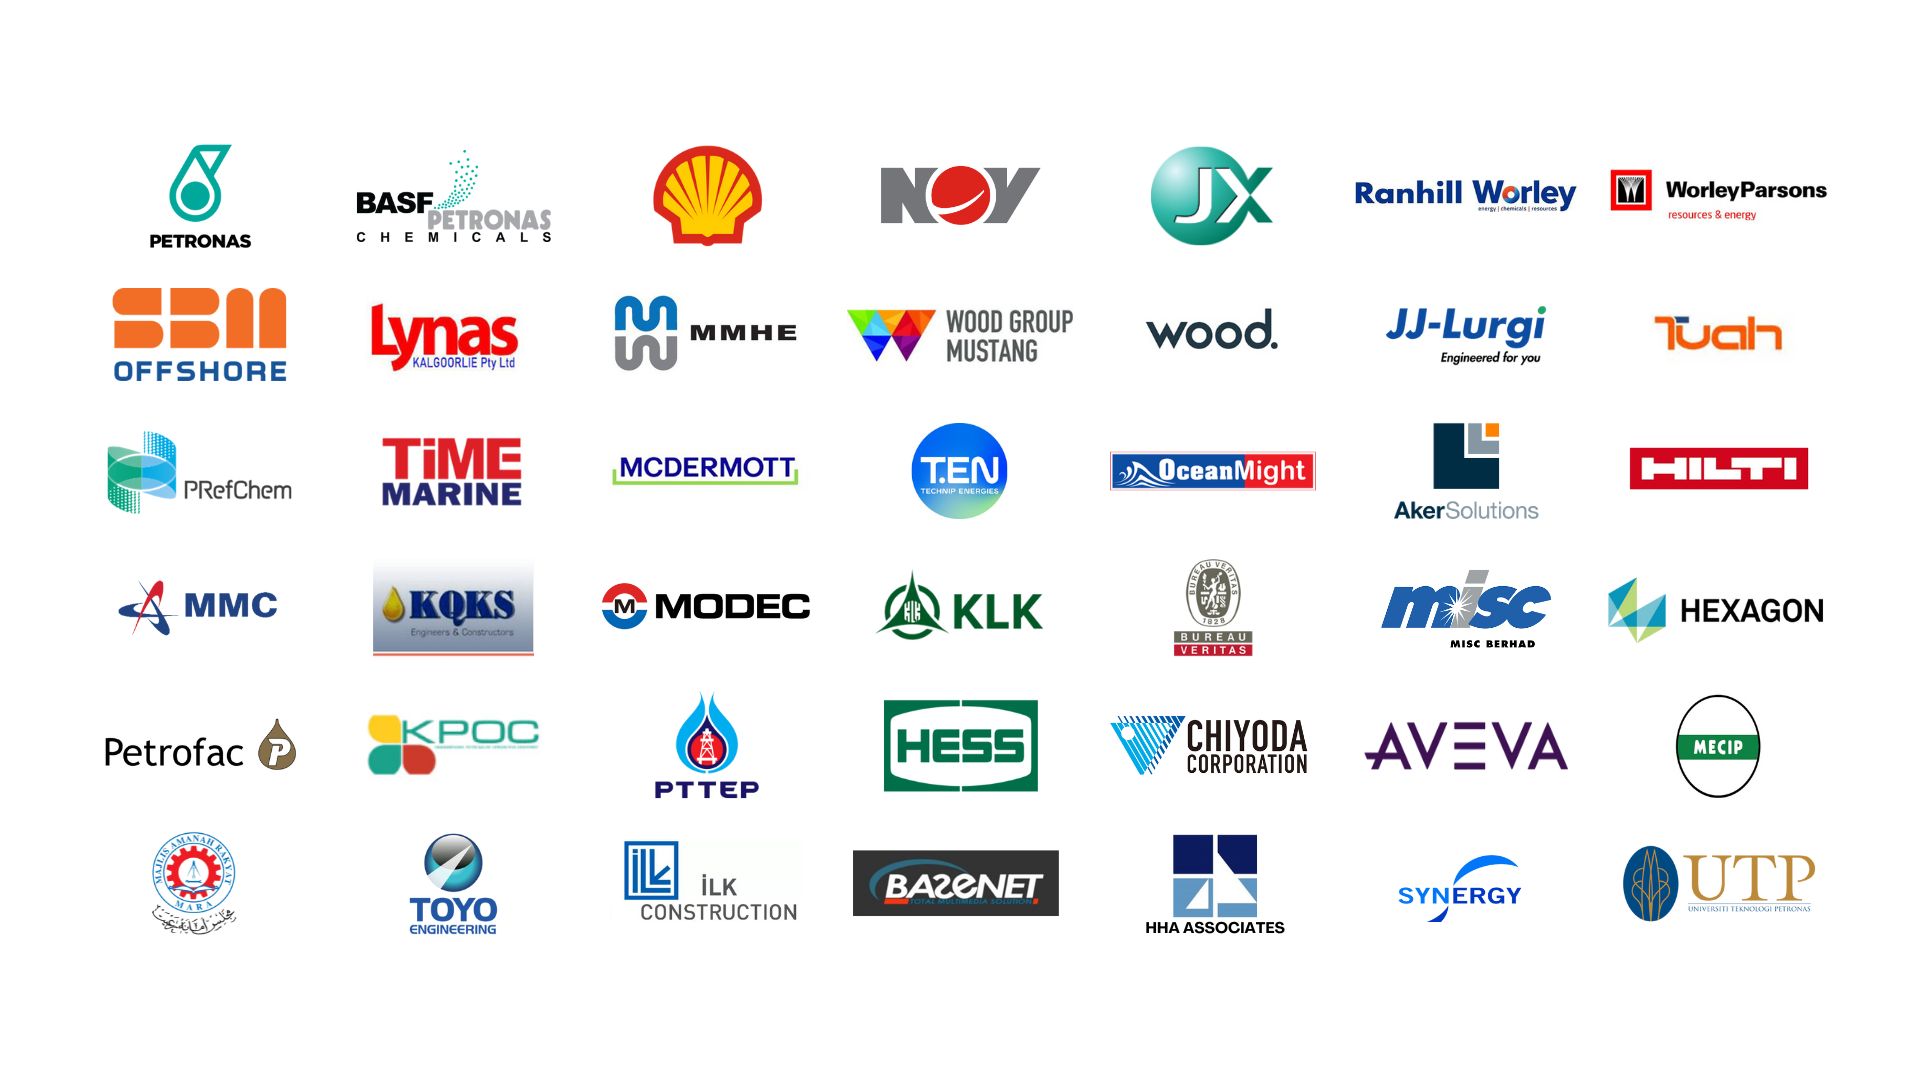 PETRONAS
BASF
PETRONAS
CHEMICALS
NOV
JX
Ranhill Worley
energy | chemicals | resources
WorleyParsons
resources & energy
SBM
OFFSHORE
Lynas
KALGOORLIE Pty Ltd
MMHE
WOOD GROUP
MUSTANG
wood.
JJ-Lurgi
Engineered for you
Tuah
PRefChem
TiME
MARINE
MCDERMOTT
T.EN
TECHNIP ENERGIES
OceanMight
AkerSolutions
HILTI
MMC
KQKS
Engineers & Constructors
M MODEC
KLK
KLK
BUREAU VERITAS
1828
BUREAU
VERITAS
misc
MISC BERHAD
HEXAGON
Petrofac P
KPOC
PTTEP
HESS
CHIYODA
CORPORATION
AVEVA
MECIP
MAJLIS AMANAH RAKYAT
MARA
TOYO
ENGINEERING
iLK
İLK
CONSTRUCTION
BASeNET
TOTAL MULTIMEDIA SOLUTION
HHA ASSOCIATES
SYNERGY
UTP
UNIVERSITI TEKNOLOGI PETRONAS